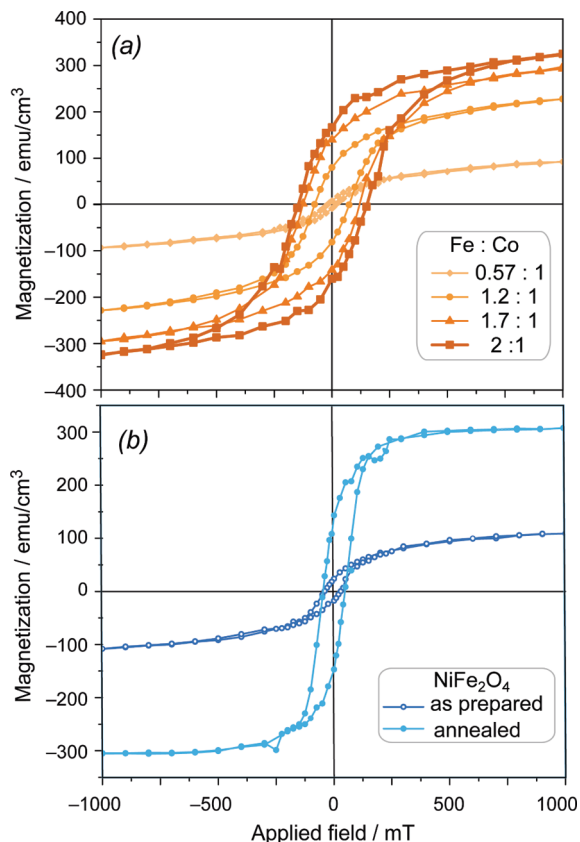 (a)
400
300
200
100
0
−100
−200
−300
−400
Magnetization / emu/cm³
Fe : Co
0.57 : 1
1.2 : 1
1.7 : 1
2 :1
(b)
300
200
100
0
−100
−200
−300
Magnetization / emu/cm³
NiFe₂O₄
as prepared
annealed
−1000 −500 0 500 1000
Applied field / mT